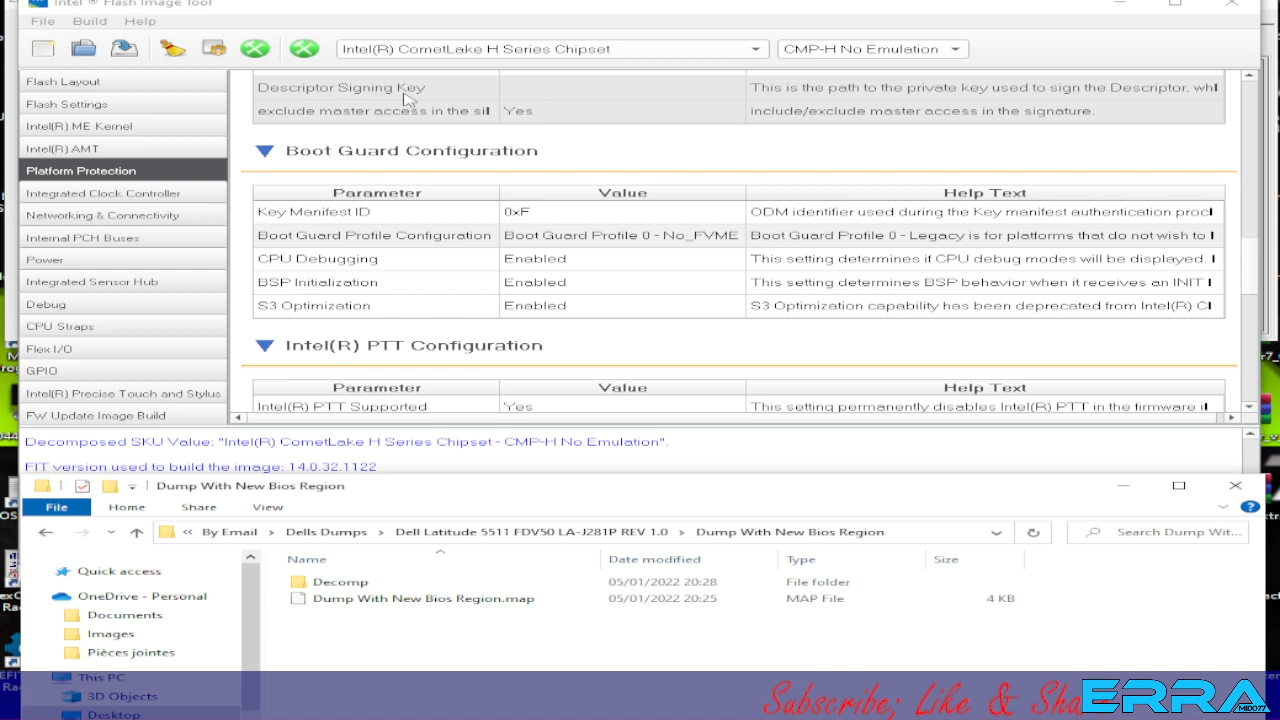 Intel ® Flash Image Tool
File Build Help
Intel(R) CometLake H Series Chipset CMP-H No Emulation
Flash Layout
Flash Settings
Intel(R) ME Kernel
Intel(R) AMT
Platform Protection
Integrated Clock Controller
Networking & Connectivity
Internal PCH Buses
Power
Integrated Sensor Hub
Debug
CPU Straps
Flex I/O
GPIO
Intel(R) Precise Touch and Stylus
FW Update Image Build
Descriptor Signing Key This is the path to the private key used to sign the Descriptor, whi
exclude master access in the sil Yes include/exclude master access in the signature.
Boot Guard Configuration
Parameter Value Help Text
Key Manifest ID 0xF ODM identifier used during the Key manifest authentication proc
Boot Guard Profile Configuration Boot Guard Profile 0 - No_FVME Boot Guard Profile 0 - Legacy is for platforms that do not wish to
CPU Debugging Enabled This setting determines if CPU debug modes will be displayed.
BSP Initialization Enabled This setting determines BSP behavior when it receives an INIT
S3 Optimization Enabled S3 Optimization capability has been deprecated from Intel(R)
Intel(R) PTT Configuration
Parameter Value Help Text
Intel(R) PTT Supported Yes This setting permanently disables Intel(R) PTT in the firmware
Decomposed SKU Value: "Intel(R) CometLake H Series Chipset - CMP-H No Emulation".
FIT version used to build the image: 14.0.32.1122
Dump With New Bios Region
File Home Share View
« By Email > Dells Dumps > Dell Latitude 5511 FDV50 LA-J281P REV 1.0 > Dump With New Bios Region Search Dump Wit...
Name Date modified Type Size
Quick access
OneDrive - Personal
Documents
Images
Pièces jointes
This PC
3D Objects
Desktop
Decomp 05/01/2022 20:28 File folder
Dump With New Bios Region.map 05/01/2022 20:25 MAP File 4 KB
Subscribe; Like & Sha
ERRA
MIDO77